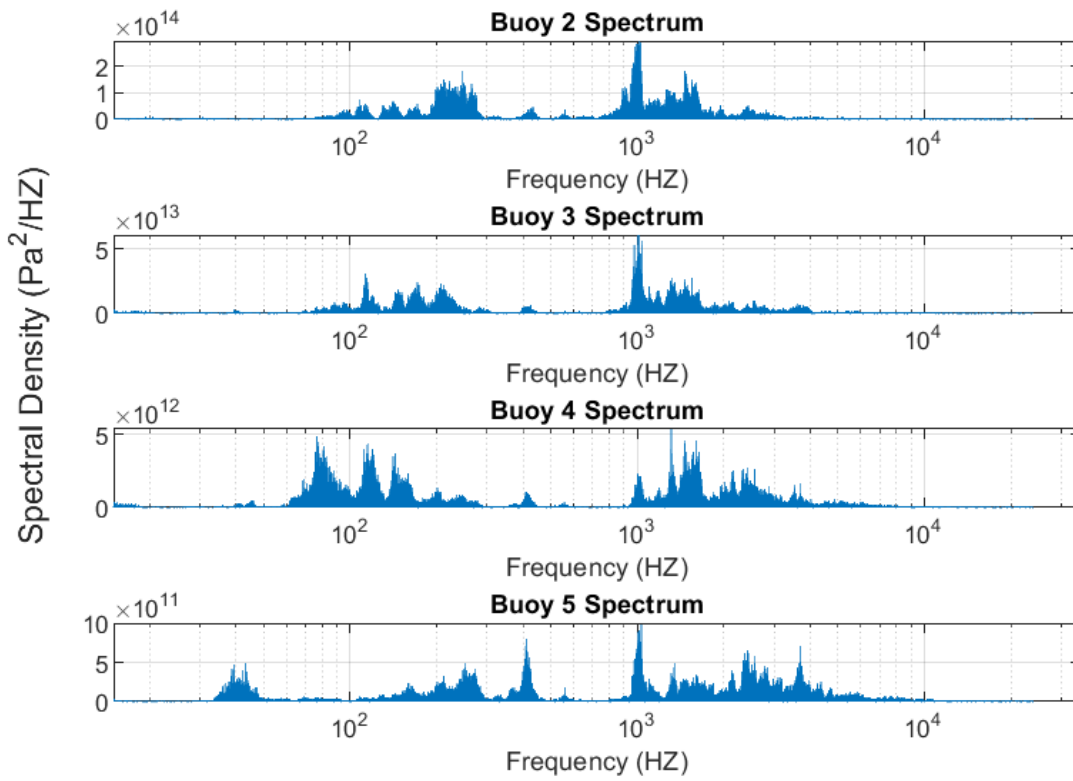 ×10^14
Buoy 2 Spectrum
2
1
0
10^2 10^3 10^4
Frequency (HZ)
Spectral Density (Pa^2/HZ)
×10^13
Buoy 3 Spectrum
5
0
10^2 10^3 10^4
Frequency (HZ)
×10^12
Buoy 4 Spectrum
5
0
10^2 10^3 10^4
Frequency (HZ)
×10^11
Buoy 5 Spectrum
10
5
0
10^2 10^3 10^4
Frequency (HZ)